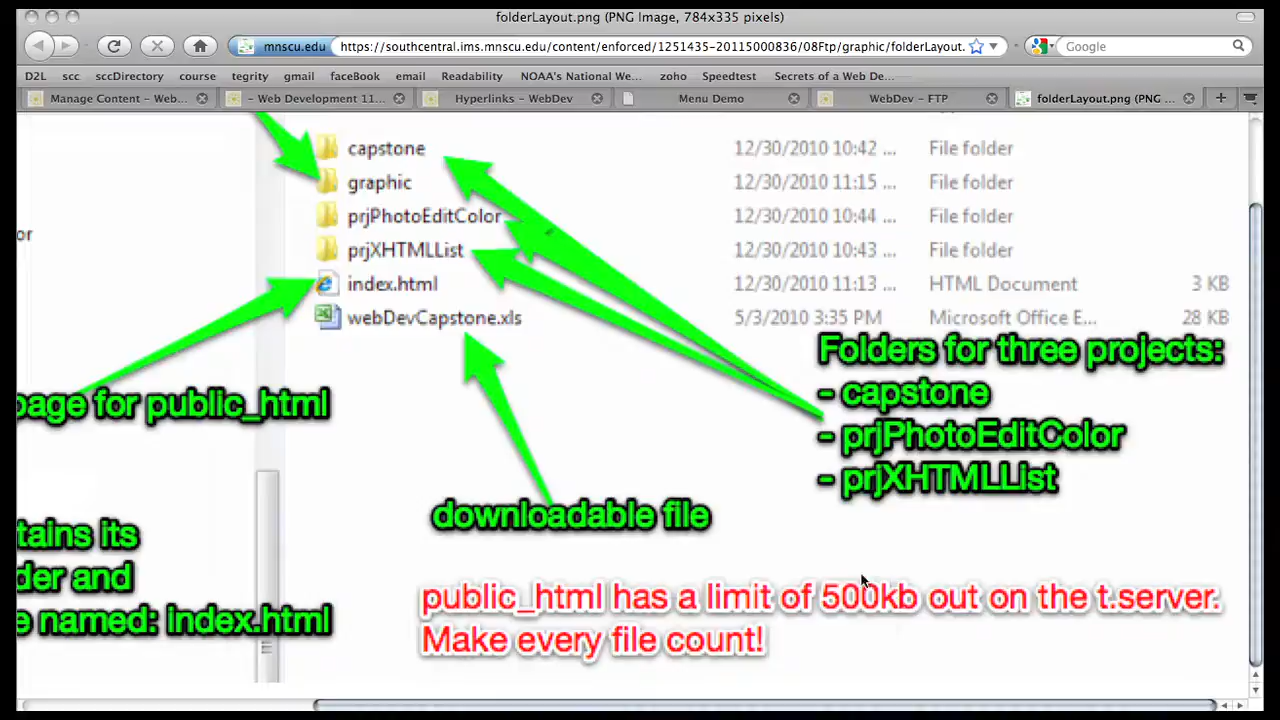 folderLayout.png (PNG Image, 784x335 pixels)
mnscu.edu https://southcentral.ims.mnscu.edu/content/enforced/1251435-20115000036/08Ftp/graphic/folderLayout. Google
D2L scc sccDirectory course tegrity gmail faceBook email Readability NOAA's National We... zoho Speedtest Secrets of a Web De...
Manage Content – Web... – Web Development 11... Hyperlinks – WebDev Menu Demo WebDev – FTP folderLayout.png (PNG ...
capstone 12/30/2010 10:42 ... File folder
graphic 12/30/2010 11:15 ... File folder
prjPhotoEditColor 12/30/2010 10:44 ... File folder
or
prjXHTMLList 12/30/2010 10:43 ... File folder
index.html 12/30/2010 11:13 ... HTML Document 3 KB
webDevCapstone.xls 5/3/2010 3:35 PM Microsoft Office E... 28 KB
Folders for three projects:
- capstone
- prjPhotoEditColor
- prjXHTMLList
page for public_html
downloadable file
tains its
der and
e named: index.html
public_html has a limit of 500kb out on the t.server.
Make every file count!